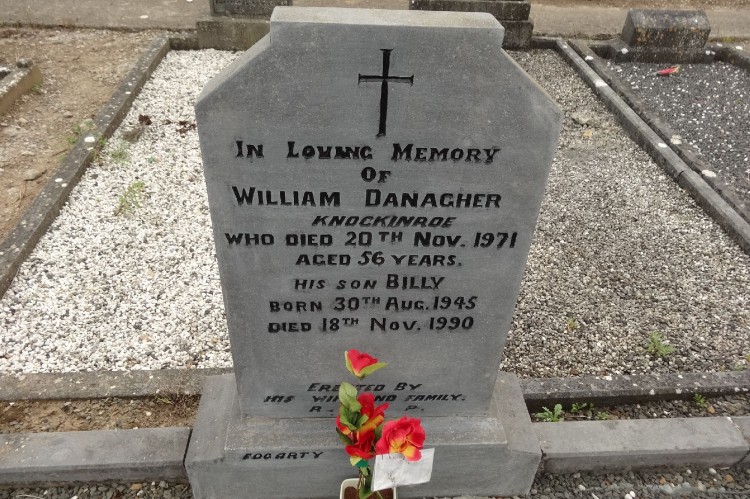 In Loving Memory
Of
William Danagher
Knockinroe
who died 20th Nov. 1971
aged 56 years.
his son Billy
born 30th Aug. 1945
died 18th Nov. 1990
Erected By
his and Family.
R. P.
Fogarty